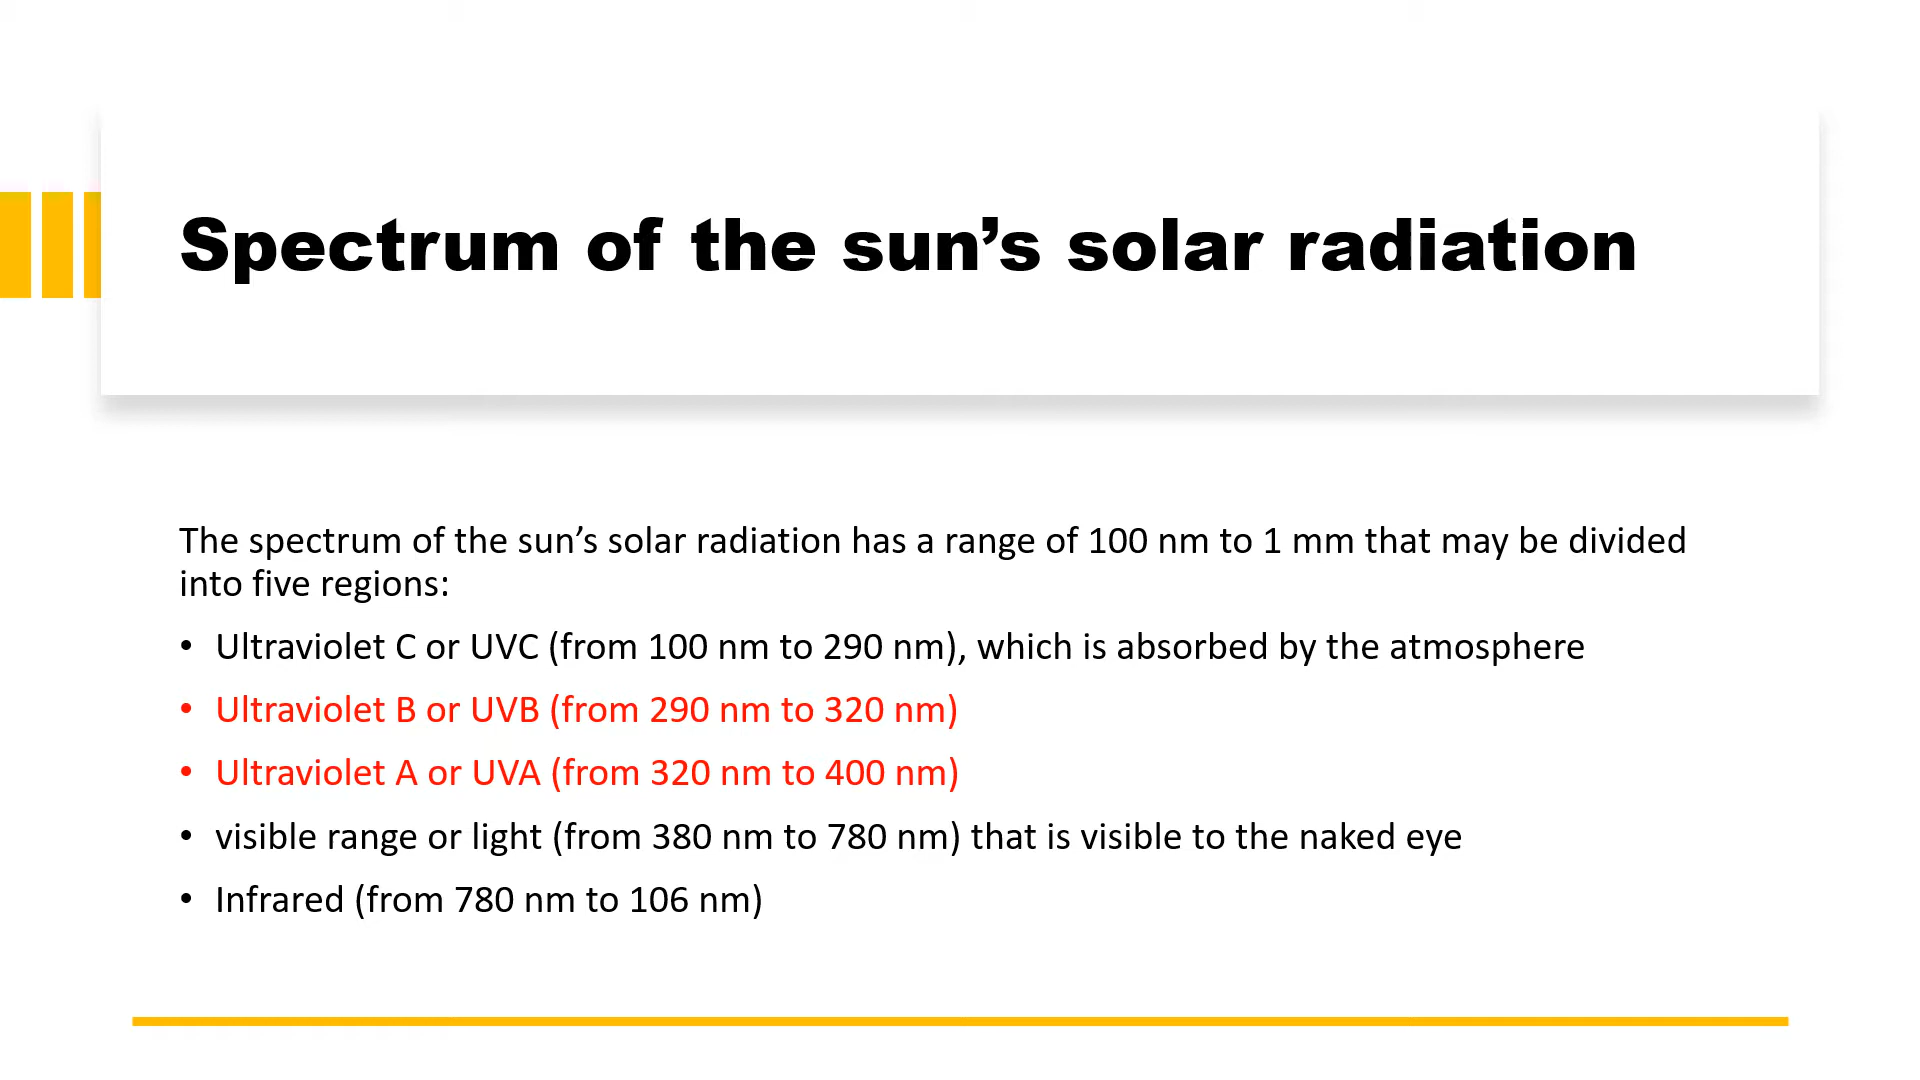 Spectrum of the sun’s solar radiation
The spectrum of the sun’s solar radiation has a range of 100 nm to 1 mm that may be divided
into five regions:
• Ultraviolet C or UVC (from 100 nm to 290 nm), which is absorbed by the atmosphere
• Ultraviolet B or UVB (from 290 nm to 320 nm)
• Ultraviolet A or UVA (from 320 nm to 400 nm)
• visible range or light (from 380 nm to 780 nm) that is visible to the naked eye
• Infrared (from 780 nm to 106 nm)